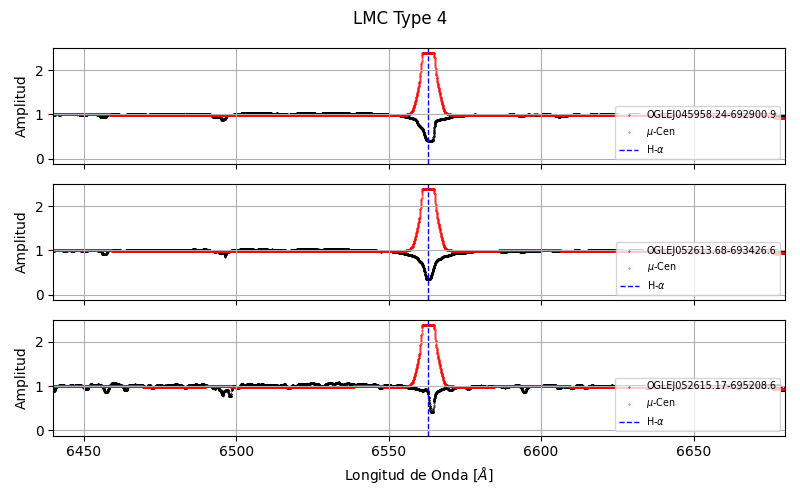 LMC Type 4
Amplitud
2
1
0
OGLEJ045958.24-692900.9
μ-Cen
H-α
Amplitud
2
1
0
OGLEJ052613.68-693426.6
μ-Cen
H-α
Amplitud
2
1
0
OGLEJ052615.17-695208.6
μ-Cen
H-α
6450 6500 6550 6600 6650
Longitud de Onda [Å]